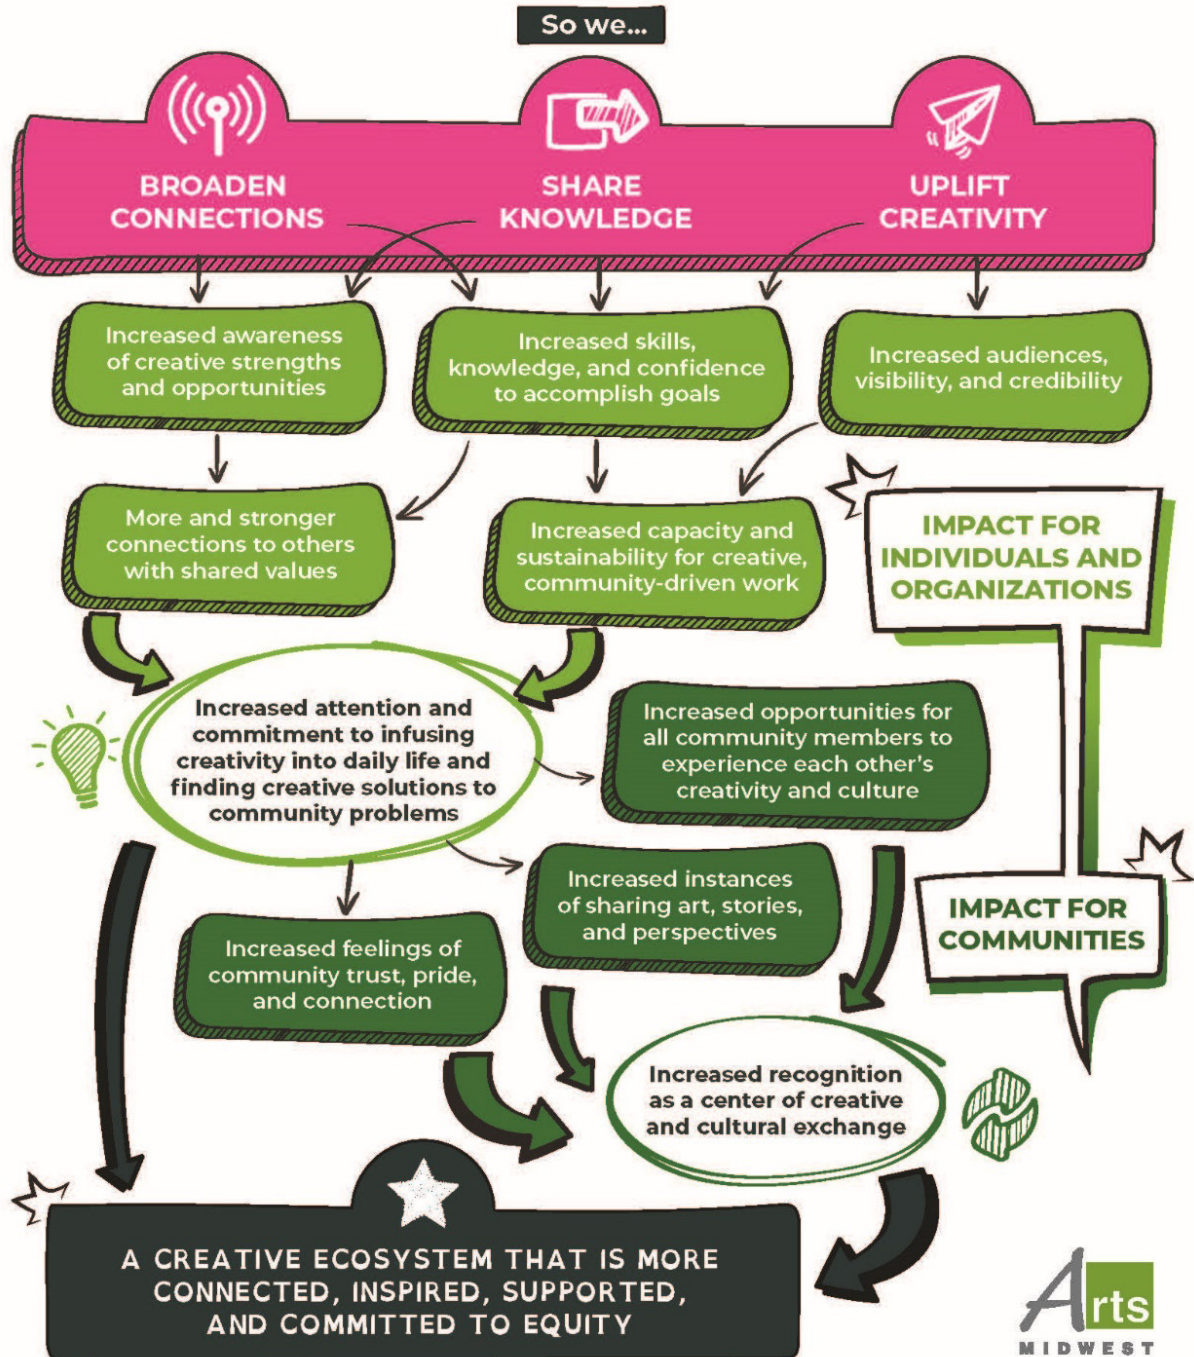 So we...
BROADEN
CONNECTIONS
SHARE
KNOWLEDGE
UPLIFT
CREATIVITY
Increased awareness
of creative strengths
and opportunities
Increased skills,
knowledge, and confidence
to accomplish goals
Increased audiences,
visibility, and credibility
More and stronger
connections to others
with shared values
Increased capacity and
sustainability for creative,
community-driven work
IMPACT FOR
INDIVIDUALS AND
ORGANIZATIONS
Increased attention and
commitment to infusing
creativity into daily life and
finding creative solutions to
community problems
Increased opportunities for
all community members to
experience each other's
creativity and culture
Increased instances
of sharing art, stories,
and perspectives
IMPACT FOR
COMMUNITIES
Increased feelings of
community trust, pride,
and connection
Increased recognition
as a center of creative
and cultural exchange
A CREATIVE ECOSYSTEM THAT IS MORE
CONNECTED, INSPIRED, SUPPORTED,
AND COMMITTED TO EQUITY
Arts
MIDWEST